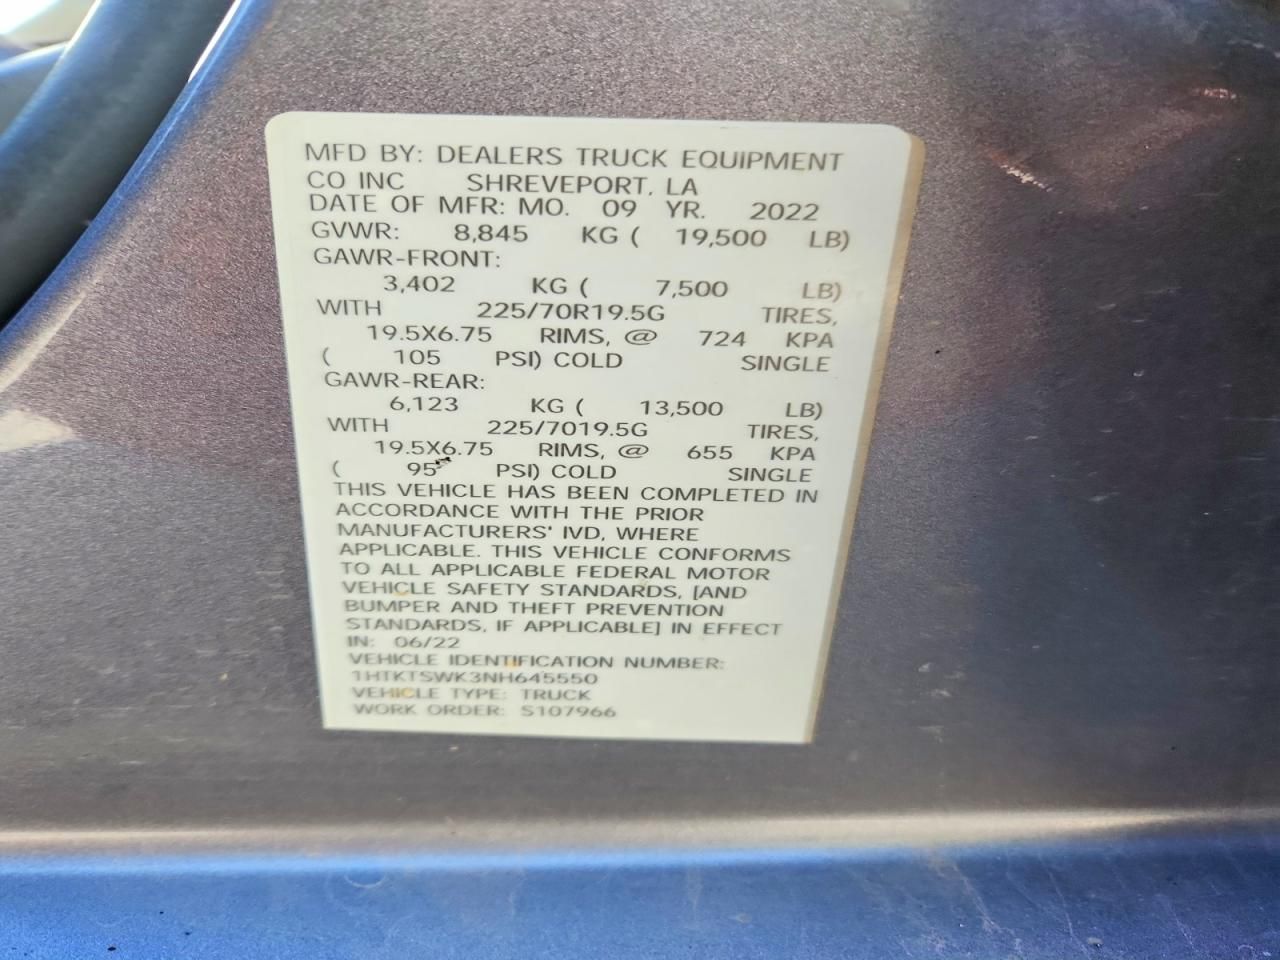 MFD BY: DEALERS TRUCK EQUIPMENT
CO INC SHREVEPORT, LA
DATE OF MFR: MO. 09 YR. 2022
GVWR: 8,845 KG ( 19,500 LB)
GAWR-FRONT:
3,402 KG ( 7,500 LB)
WITH 225/70R19.5G TIRES,
19.5X6.75 RIMS, @ 724 KPA
( 105 PSI) COLD SINGLE
GAWR-REAR:
6,123 KG ( 13,500 LB)
WITH 225/7019.5G TIRES,
19.5X6.75 RIMS, @ 655 KPA
( 95 PSI) COLD SINGLE
THIS VEHICLE HAS BEEN COMPLETED IN
ACCORDANCE WITH THE PRIOR
MANUFACTURERS' IVD, WHERE
APPLICABLE. THIS VEHICLE CONFORMS
TO ALL APPLICABLE FEDERAL MOTOR
VEHICLE SAFETY STANDARDS, [AND
BUMPER AND THEFT PREVENTION
STANDARDS, IF APPLICABLE] IN EFFECT
IN: 06/22
VEHICLE IDENTIFICATION NUMBER:
1HTKTSWK3NH645550
VEHICLE TYPE: TRUCK
WORK ORDER: S107966